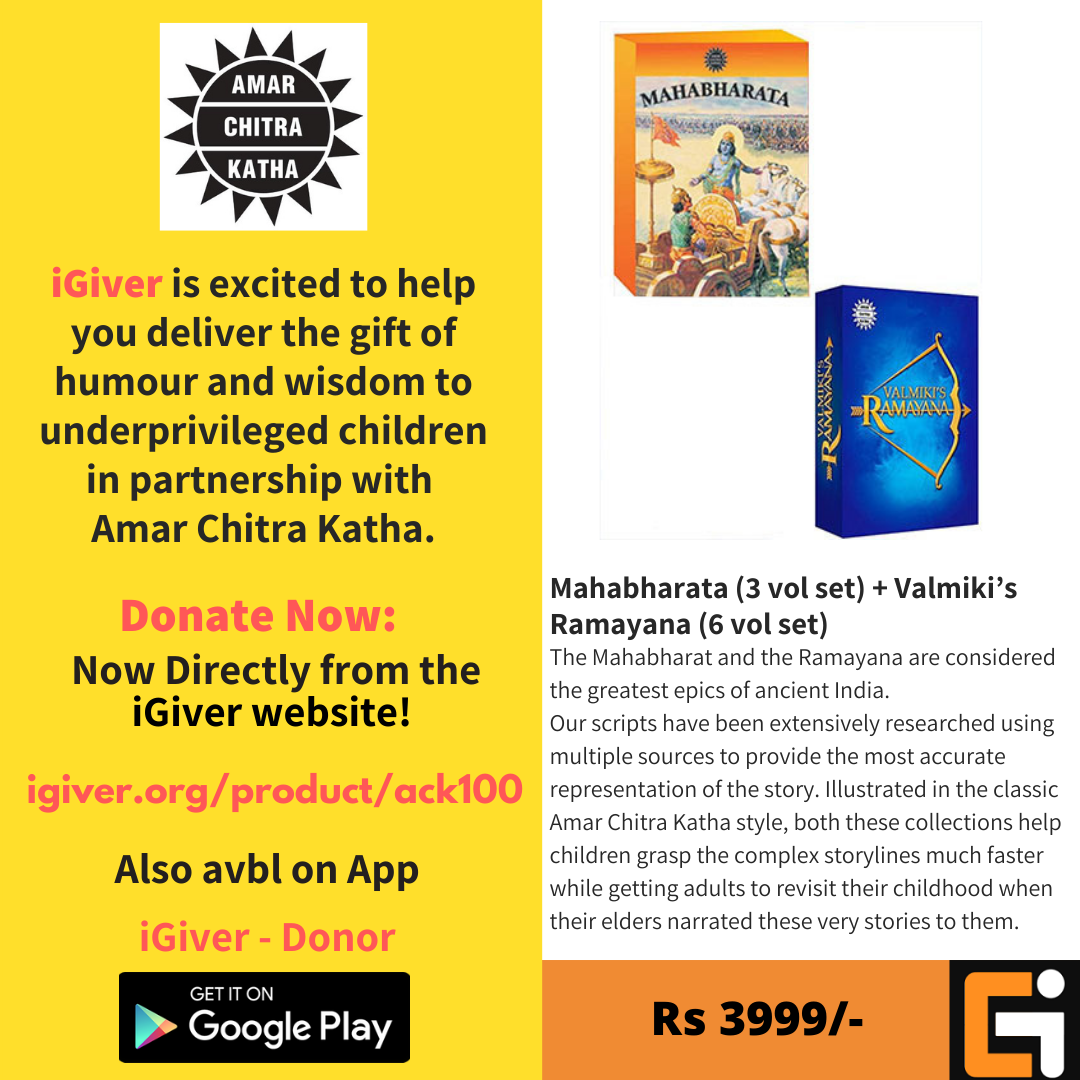 AMAR
CHITRA
KATHA
iGiver is excited to help
you deliver the gift of
humour and wisdom to
underprivileged children
in partnership with
Amar Chitra Katha.
Donate Now:
Now Directly from the
iGiver website!
igiver.org/product/ack100
Also avbl on App
iGiver - Donor
GET IT ON
Google Play
MAHABHARATA
VALMIKI'S
RAMAYANA
VALMIKI'S
RAMAYANA
Mahabharata (3 vol set) + Valmiki’s
Ramayana (6 vol set)
The Mahabharat and the Ramayana are considered
the greatest epics of ancient India.
Our scripts have been extensively researched using
multiple sources to provide the most accurate
representation of the story. Illustrated in the classic
Amar Chitra Katha style, both these collections help
children grasp the complex storylines much faster
while getting adults to revisit their childhood when
their elders narrated these very stories to them.
Rs 3999/-